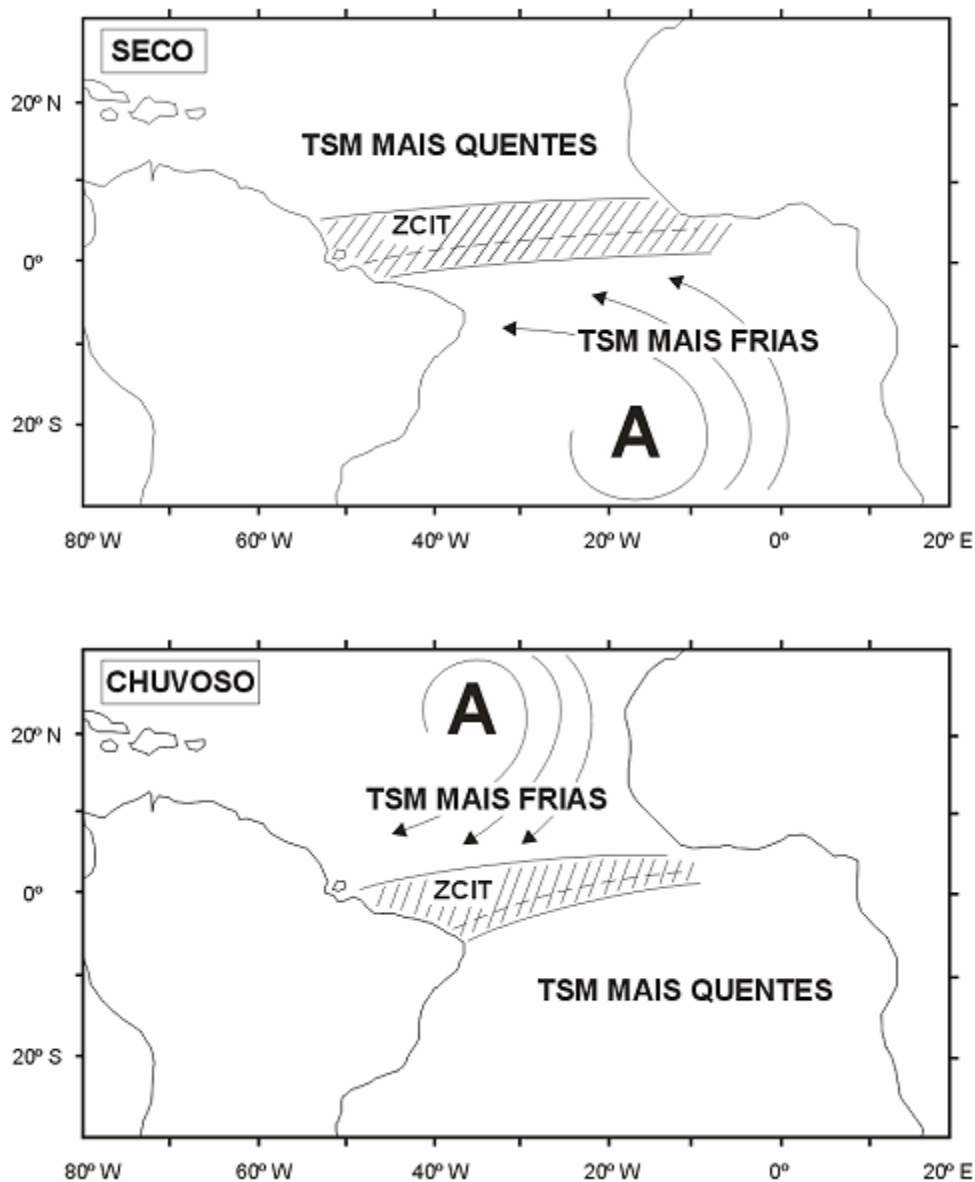 SECO
20º N
TSM MAIS QUENTES
ZCIT
0º
TSM MAIS FRIAS
20º S
A
80º W 60º W 40º W 20º W 0º 20º E
CHUVOSO
A
20º N
TSM MAIS FRIAS
ZCIT
0º
TSM MAIS QUENTES
20º S
80º W 60º W 40º W 20º W 0º 20º E